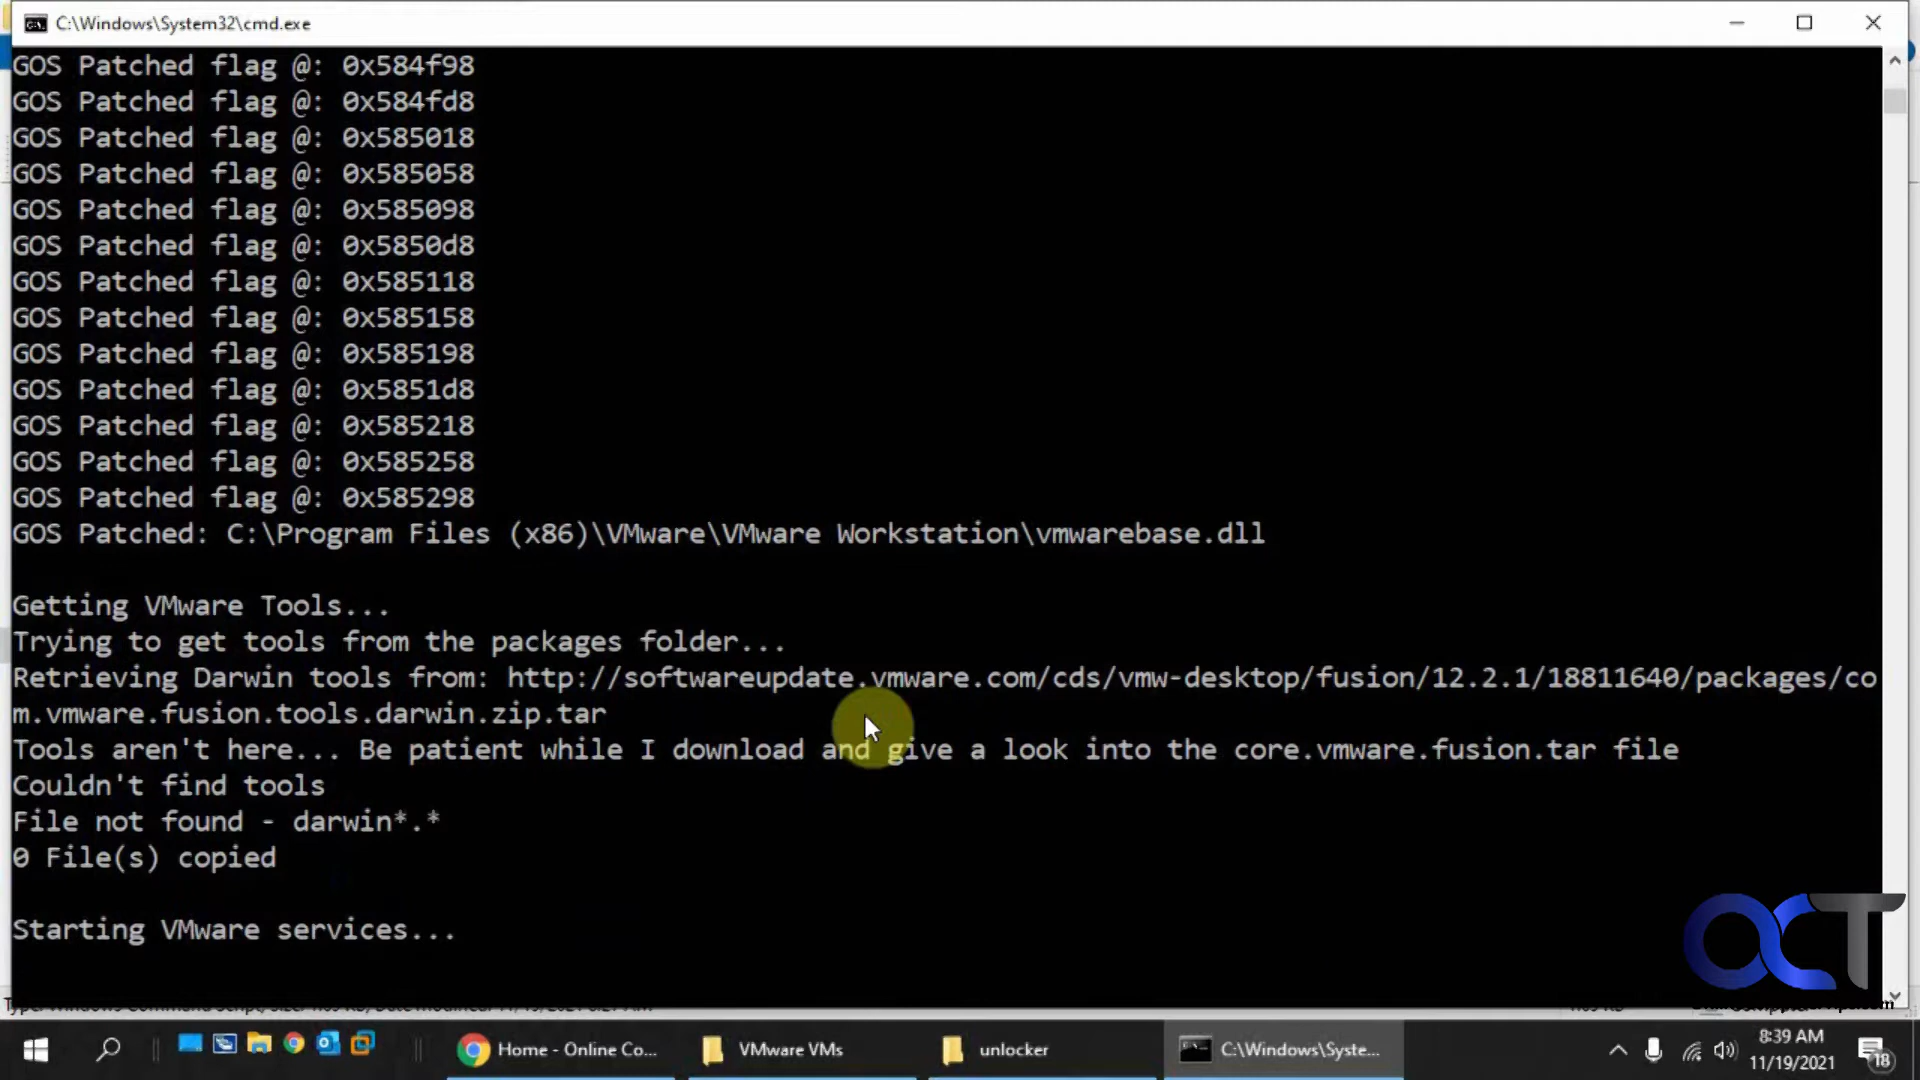 C:\Windows\System32\cmd.exe
GOS Patched flag @: 0x584f98
GOS Patched flag @: 0x584fd8
GOS Patched flag @: 0x585018
GOS Patched flag @: 0x585058
GOS Patched flag @: 0x585098
GOS Patched flag @: 0x5850d8
GOS Patched flag @: 0x585118
GOS Patched flag @: 0x585158
GOS Patched flag @: 0x585198
GOS Patched flag @: 0x5851d8
GOS Patched flag @: 0x585218
GOS Patched flag @: 0x585258
GOS Patched flag @: 0x585298
GOS Patched: C:\Program Files (x86)\VMware\VMware Workstation\vmwarebase.dll
Getting VMware Tools...
Trying to get tools from the packages folder...
Retrieving Darwin tools from: http://softwareupdate.vmware.com/cds/vmw-desktop/fusion/12.2.1/18811640/packages/co
m.vmware.fusion.tools.darwin.zip.tar
Tools aren't here... Be patient while I download and give a look into the core.vmware.fusion.tar file
Couldn't find tools
File not found - darwin*.*
0 File(s) copied
Starting VMware services...
OCT
Home - Online Co...
VMware VMs
unlocker
C:\Windows\Syste...
8:39 AM
11/19/2021
18